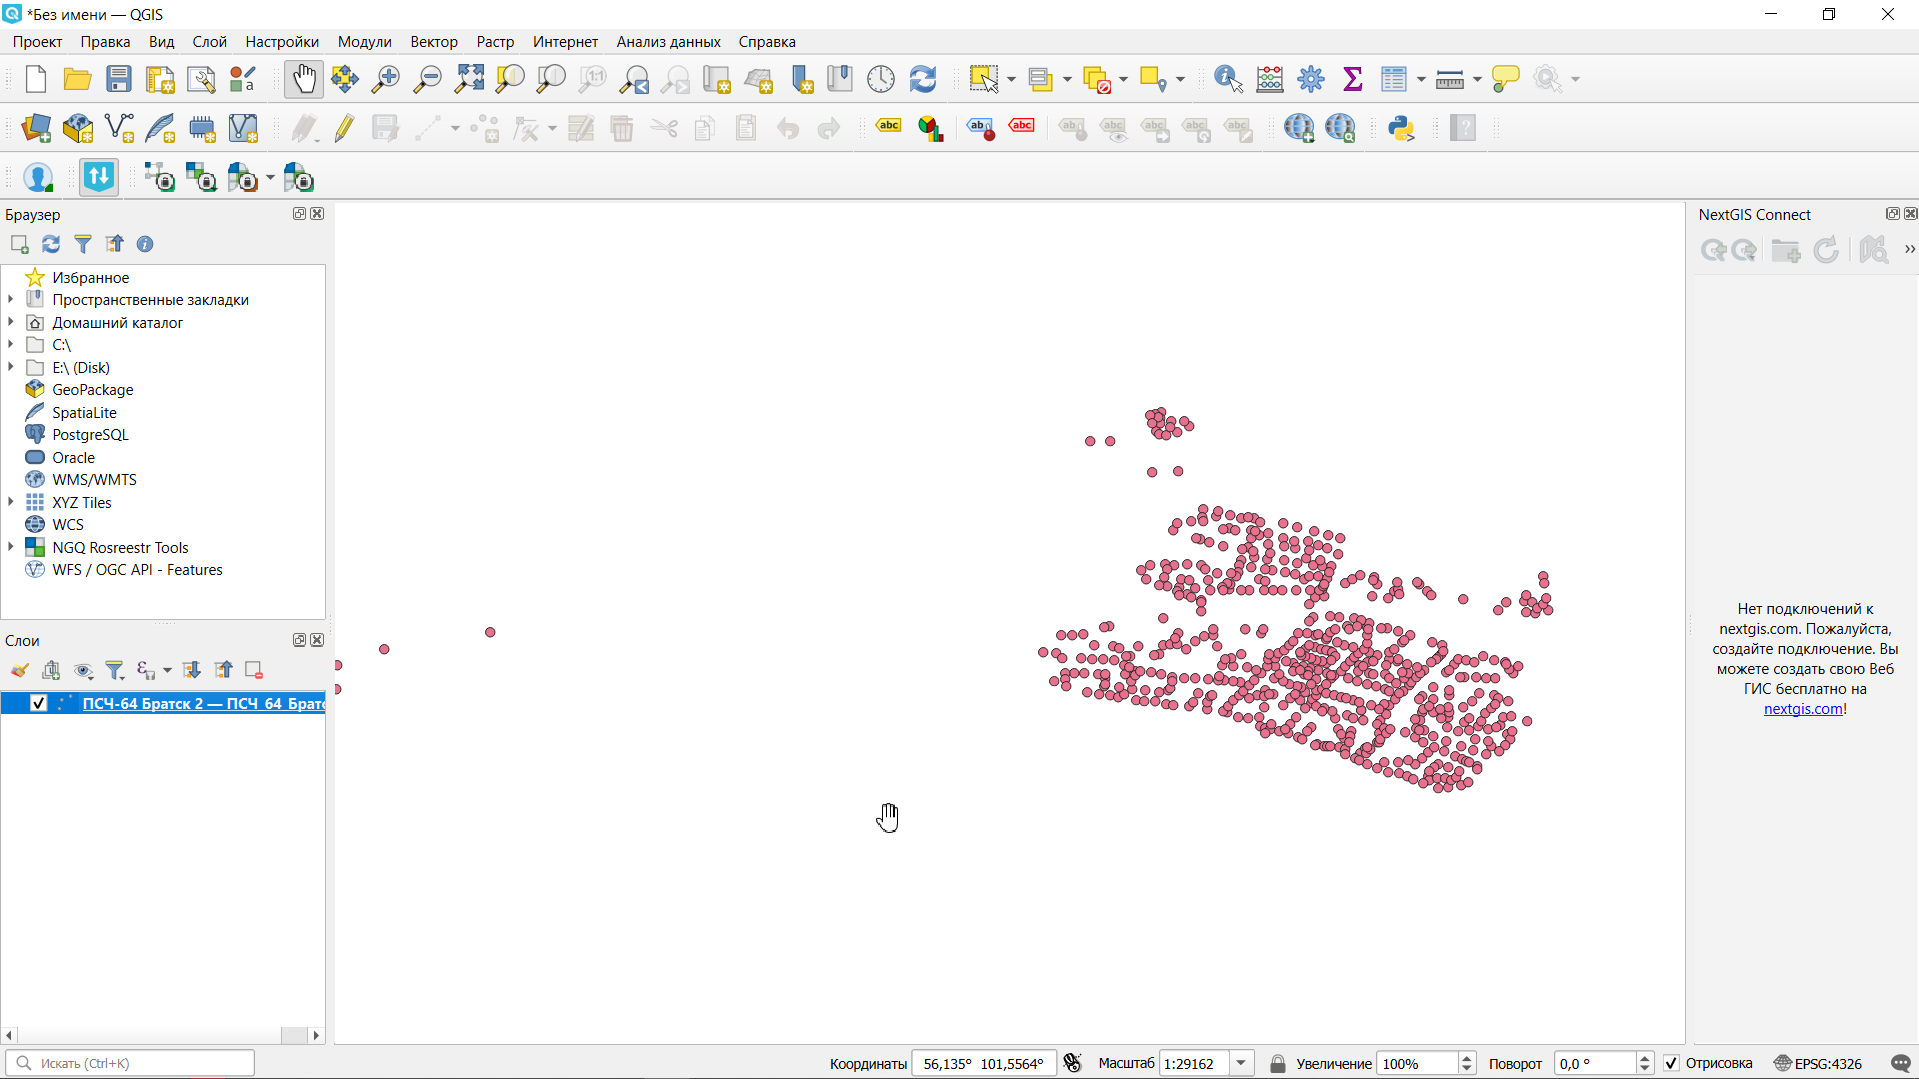 *Без имени — QGIS
Проект Правка Вид Слой Настройки Модули Вектор Растр Интернет Анализ данных Справка
Браузер
Избранное
Пространственные закладки
Домашний каталог
C:\
E:\ (Disk)
GeoPackage
SpatiaLite
PostgreSQL
Oracle
WMS/WMTS
XYZ Tiles
WCS
NGQ Rosreestr Tools
WFS / OGC API - Features
Слои
ПСЧ-64 Братск 2 — ПСЧ 64 Брат
NextGIS Connect
Нет подключений к
nextgis.com. Пожалуйста,
создайте подключение. Вы
можете создать свою Веб
ГИС бесплатно на
nextgis.com!
Искать (Ctrl+K)
Координаты 56,135° 101,5564° Масштаб 1:29162 Увеличение 100% Поворот 0,0 ° Отрисовка EPSG:4326